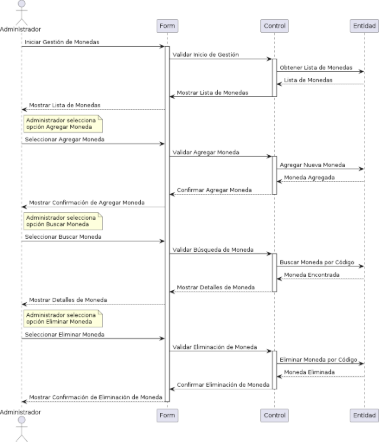 Administrador
Form
Control
Entidad
Iniciar Gestión de Monedas
Validar Inicio de Gestión
Obtener Lista de Monedas
Lista de Monedas
Mostrar Lista de Monedas
Mostrar Lista de Monedas
Administrador selecciona
opción Agregar Moneda
Seleccionar Agregar Moneda
Validar Agregar Moneda
Agregar Nueva Moneda
Moneda Agregada
Confirmar Agregar Moneda
Mostrar Confirmación de Agregar Moneda
Administrador selecciona
opción Buscar Moneda
Seleccionar Buscar Moneda
Validar Búsqueda de Moneda
Buscar Moneda por Código
Moneda Encontrada
Mostrar Detalles de Moneda
Mostrar Detalles de Moneda
Administrador selecciona
opción Eliminar Moneda
Seleccionar Eliminar Moneda
Validar Eliminación de Moneda
Eliminar Moneda por Código
Moneda Eliminada
Confirmar Eliminación de Moneda
Mostrar Confirmación de Eliminación de Moneda
Administrador
Form
Control
Entidad